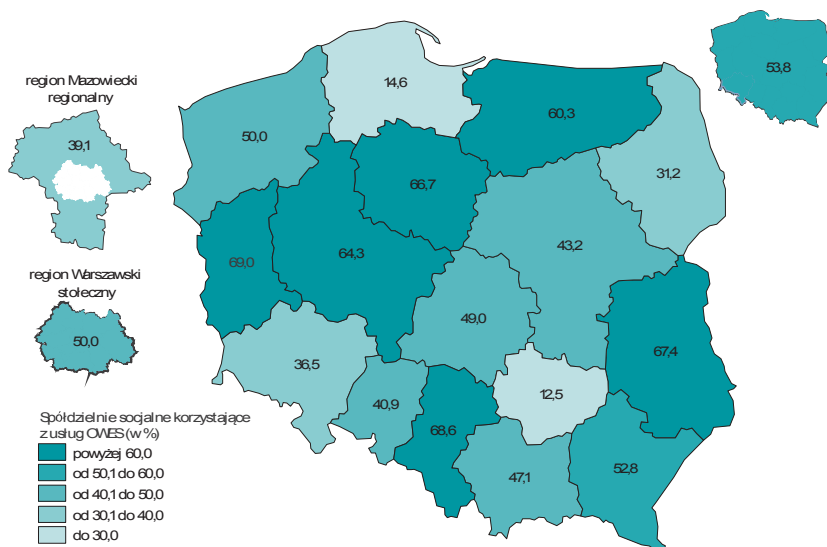 region Mazowiecki
regionalny
39,1
region Warszawski
stołeczny
50,0
53,8
14,6
60,3
50,0
31,2
66,7
43,2
64,3
69,0
49,0
67,4
36,5
12,5
40,9
68,6
52,8
47,1
Spółdzielnie socjalne korzystające
z usług OWES (w %)
powyżej 60,0
od 50,1 do 60,0
od 40,1 do 50,0
od 30,1 do 40,0
do 30,0